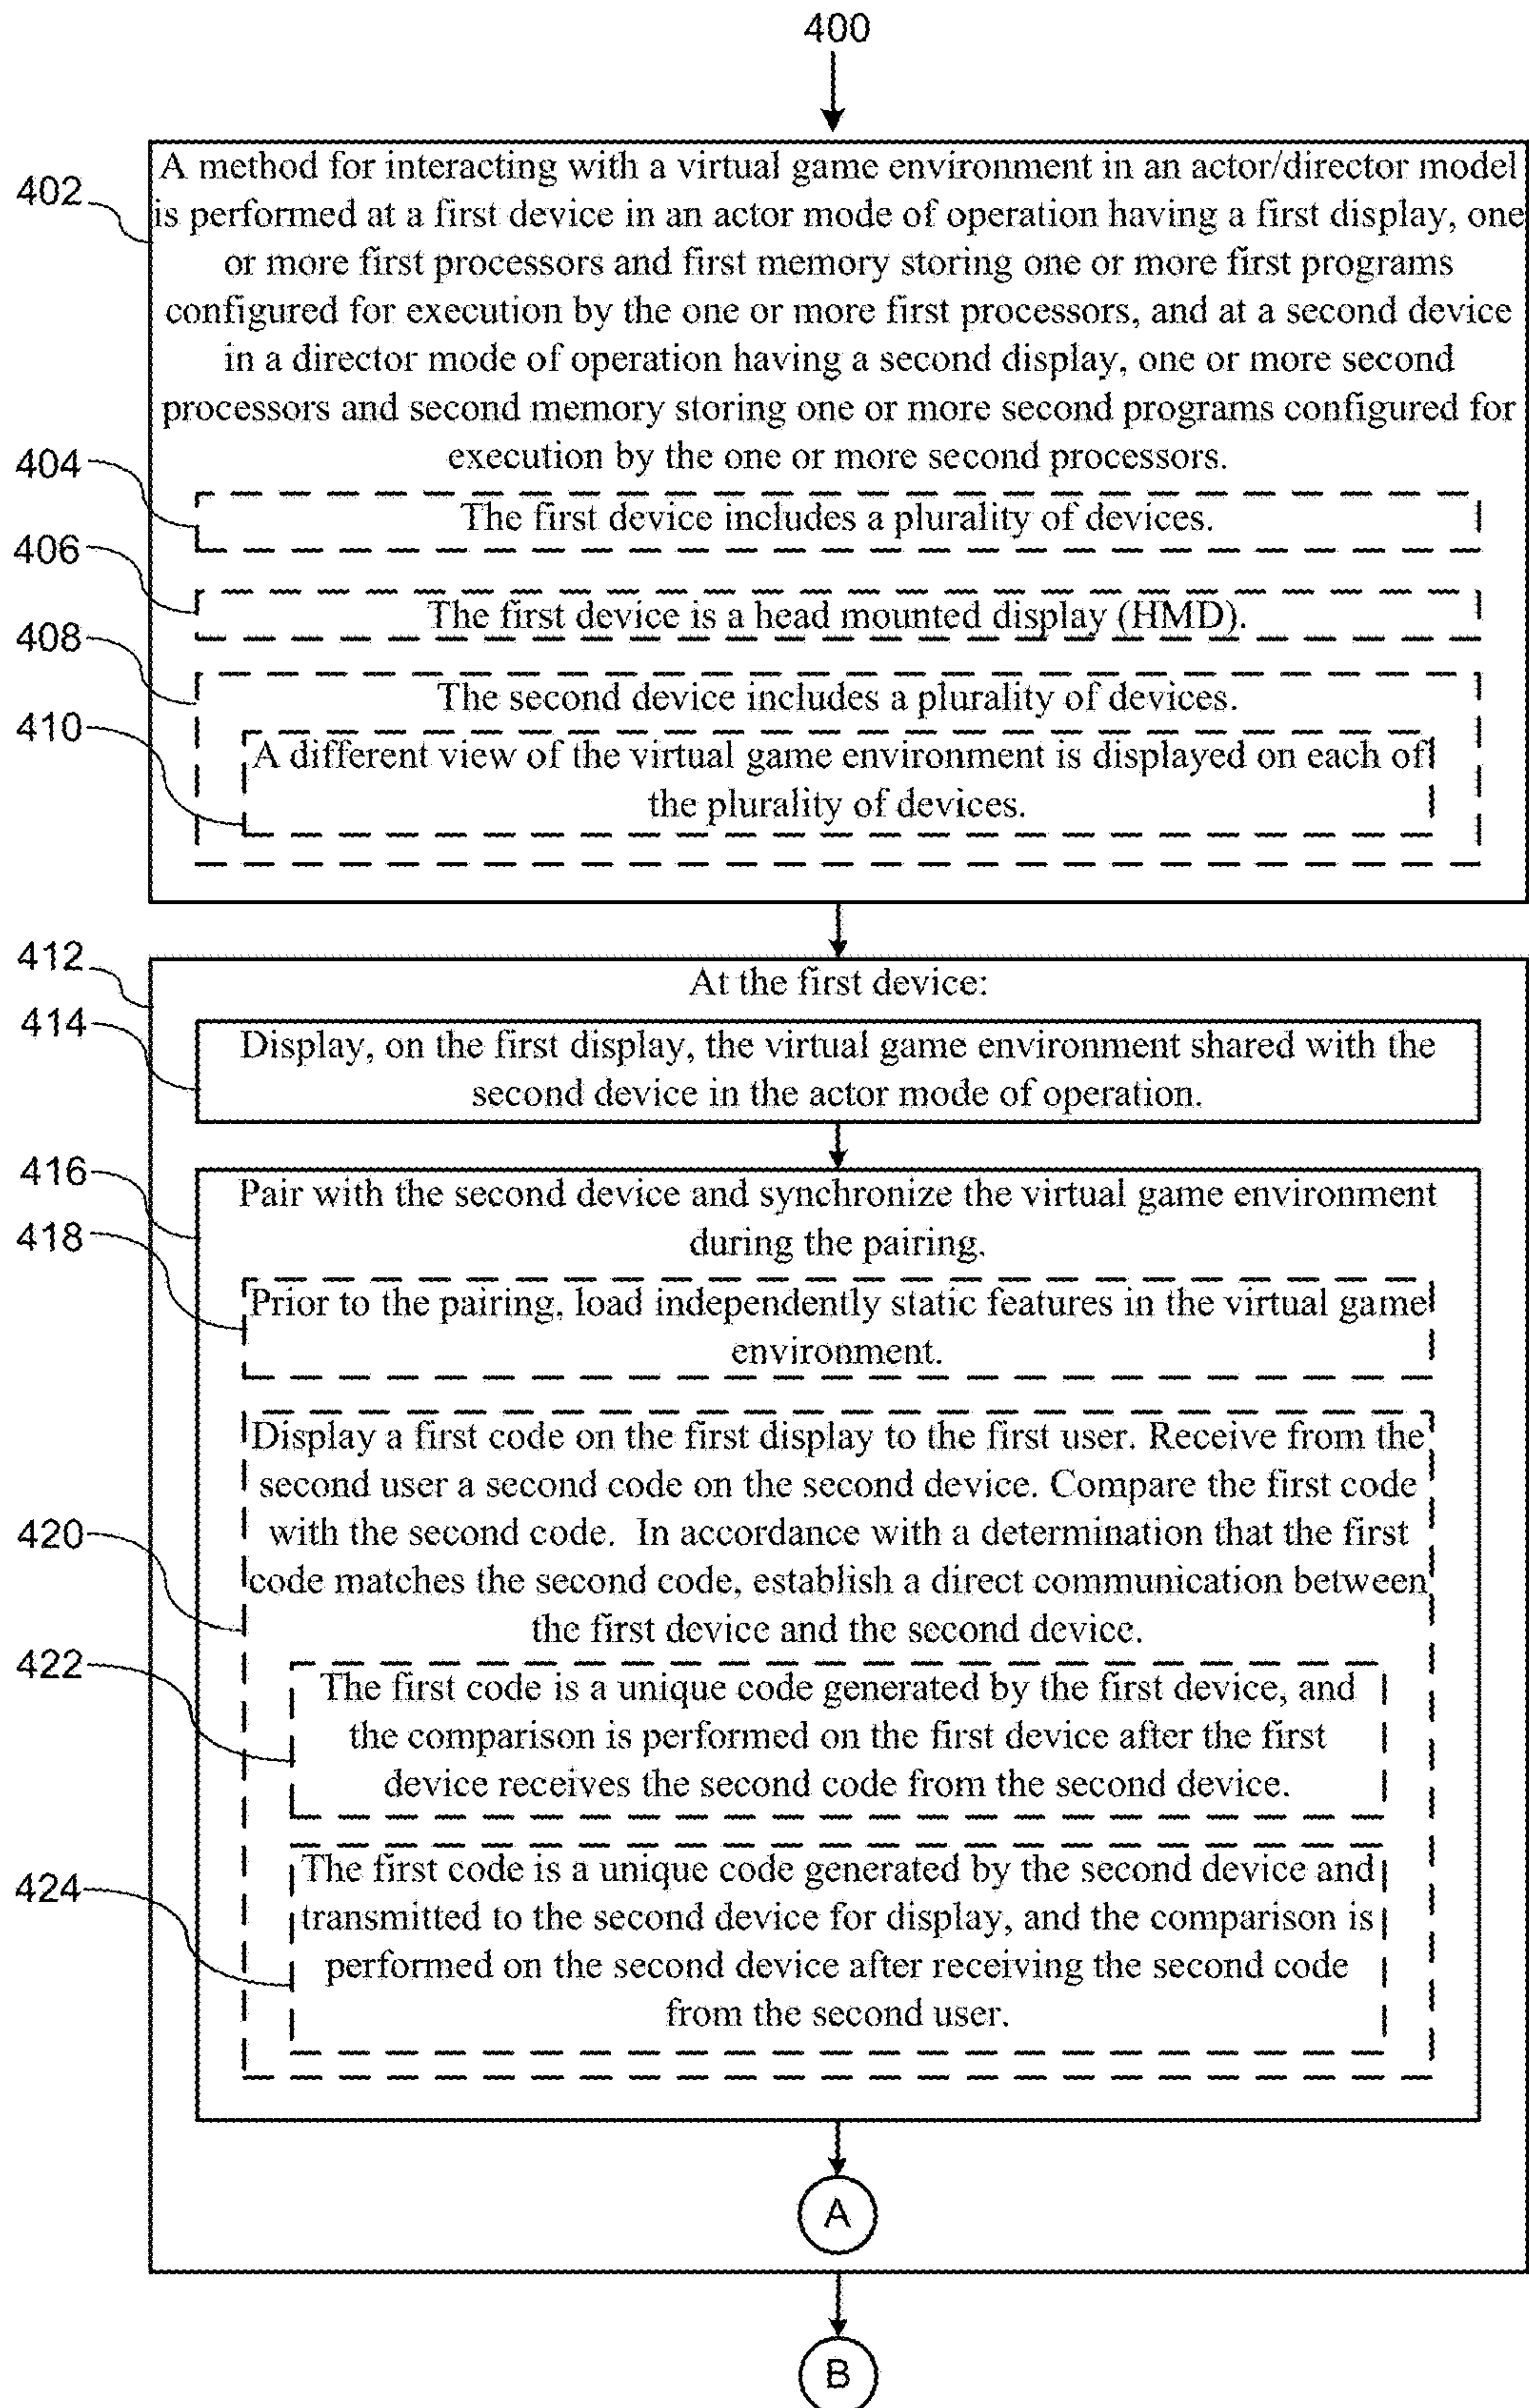 400
402
A method for interacting with a virtual game environment in an actor/director model
is performed at a first device in an actor mode of operation having a first display, one
or more first processors and first memory storing one or more first programs
configured for execution by the one or more first processors, and at a second device
in a director mode of operation having a second display, one or more second
processors and second memory storing one or more second programs configured for
execution by the one or more second processors.
404
The first device includes a plurality of devices.
406
The first device is a head mounted display (HMD).
408
The second device includes a plurality of devices.
410
A different view of the virtual game environment is displayed on each of
the plurality of devices.
412
At the first device:
414
Display, on the first display, the virtual game environment shared with the
second device in the actor mode of operation.
416
Pair with the second device and synchronize the virtual game environment
during the pairing.
418
Prior to the pairing, load independently static features in the virtual game
environment.
420
Display a first code on the first display to the first user. Receive from the
second user a second code on the second device. Compare the first code
with the second code. In accordance with a determination that the first
code matches the second code, establish a direct communication between
the first device and the second device.
422
The first code is a unique code generated by the first device, and
the comparison is performed on the first device after the first
device receives the second code from the second device.
424
The first code is a unique code generated by the second device and
transmitted to the second device for display, and the comparison is
performed on the second device after receiving the second code
from the second user.
A
B